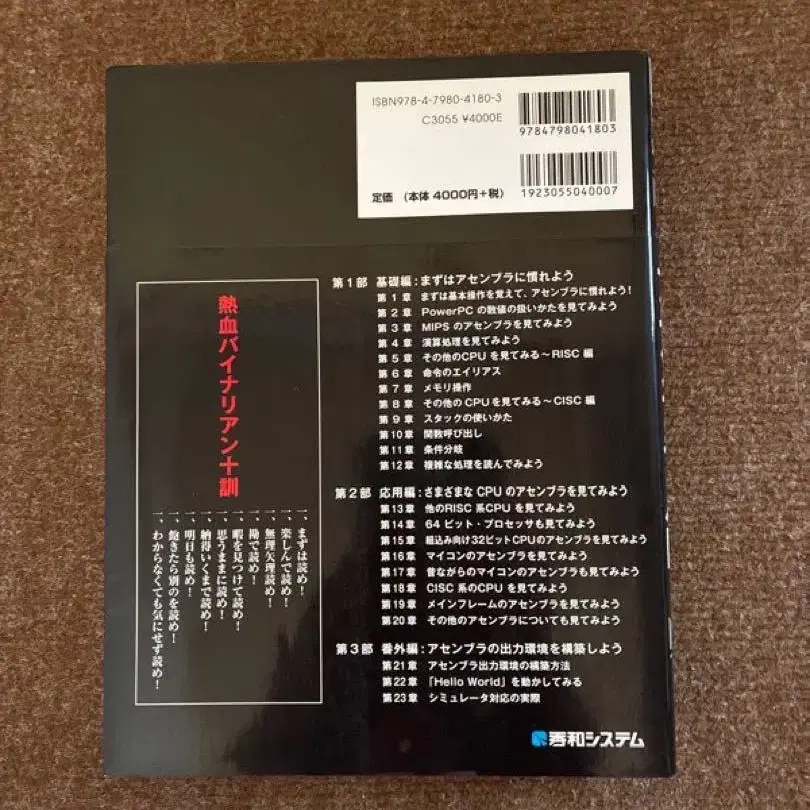 ISBN978-4-7980-4180-3
C3055 ¥4000E
9784798041803
定価 (本体 4000円+税)
1923055040007
熱血バイナリアン十訓
一、まずは読め!
一、楽しんで読め!
一、無理矢理読め!
一、勘で読め!
一、暇を見つけて読め!
一、思うままに読め!
一、納得いくまで読め!
一、明日も読め!
一、飽きたら別のを読め!
一、わからなくても気にせず読め!
第1部 基礎編:まずはアセンブラに慣れよう
第1章 まずは基本操作を覚えて、アセンブラに慣れよう!
第2章 PowerPC の数値の扱いかたを見てみよう
第3章 MIPS のアセンブラを見てみよう
第4章 演算処理を見てみよう
第5章 その他のCPU を見てみる~RISC 編
第6章 命令のエイリアス
第7章 メモリ操作
第8章 その他のCPUを見てみる~CISC 編
第9章 スタックの使いかた
第10章 関数呼び出し
第11章 条件分岐
第12章 複雑な処理を読んでみよう
第2部 応用編:さまざまな CPU のアセンブラを見てみよう
第13章 他のRISC 系CPU を見てみよう
第14章 64 ビット・プロセッサも見てみよう
第15章 組込み向け32ビットCPUのアセンブラを見てみよう
第16章 マイコンのアセンブラを見てみよう
第17章 昔ながらのマイコンのアセンブラも見てみよう
第18章 CISC 系のCPU を見てみよう
第19章 メインフレームのアセンブラを見てみよう
第20章 その他のアセンブラについても見てみよう
第3部 番外編:アセンブラの出力環境を構築しよう
第21章 アセンブラ出力環境の構築方法
第22章 「Hello World」を動かしてみる
第23章 シミュレータ対応の実際
秀和システム